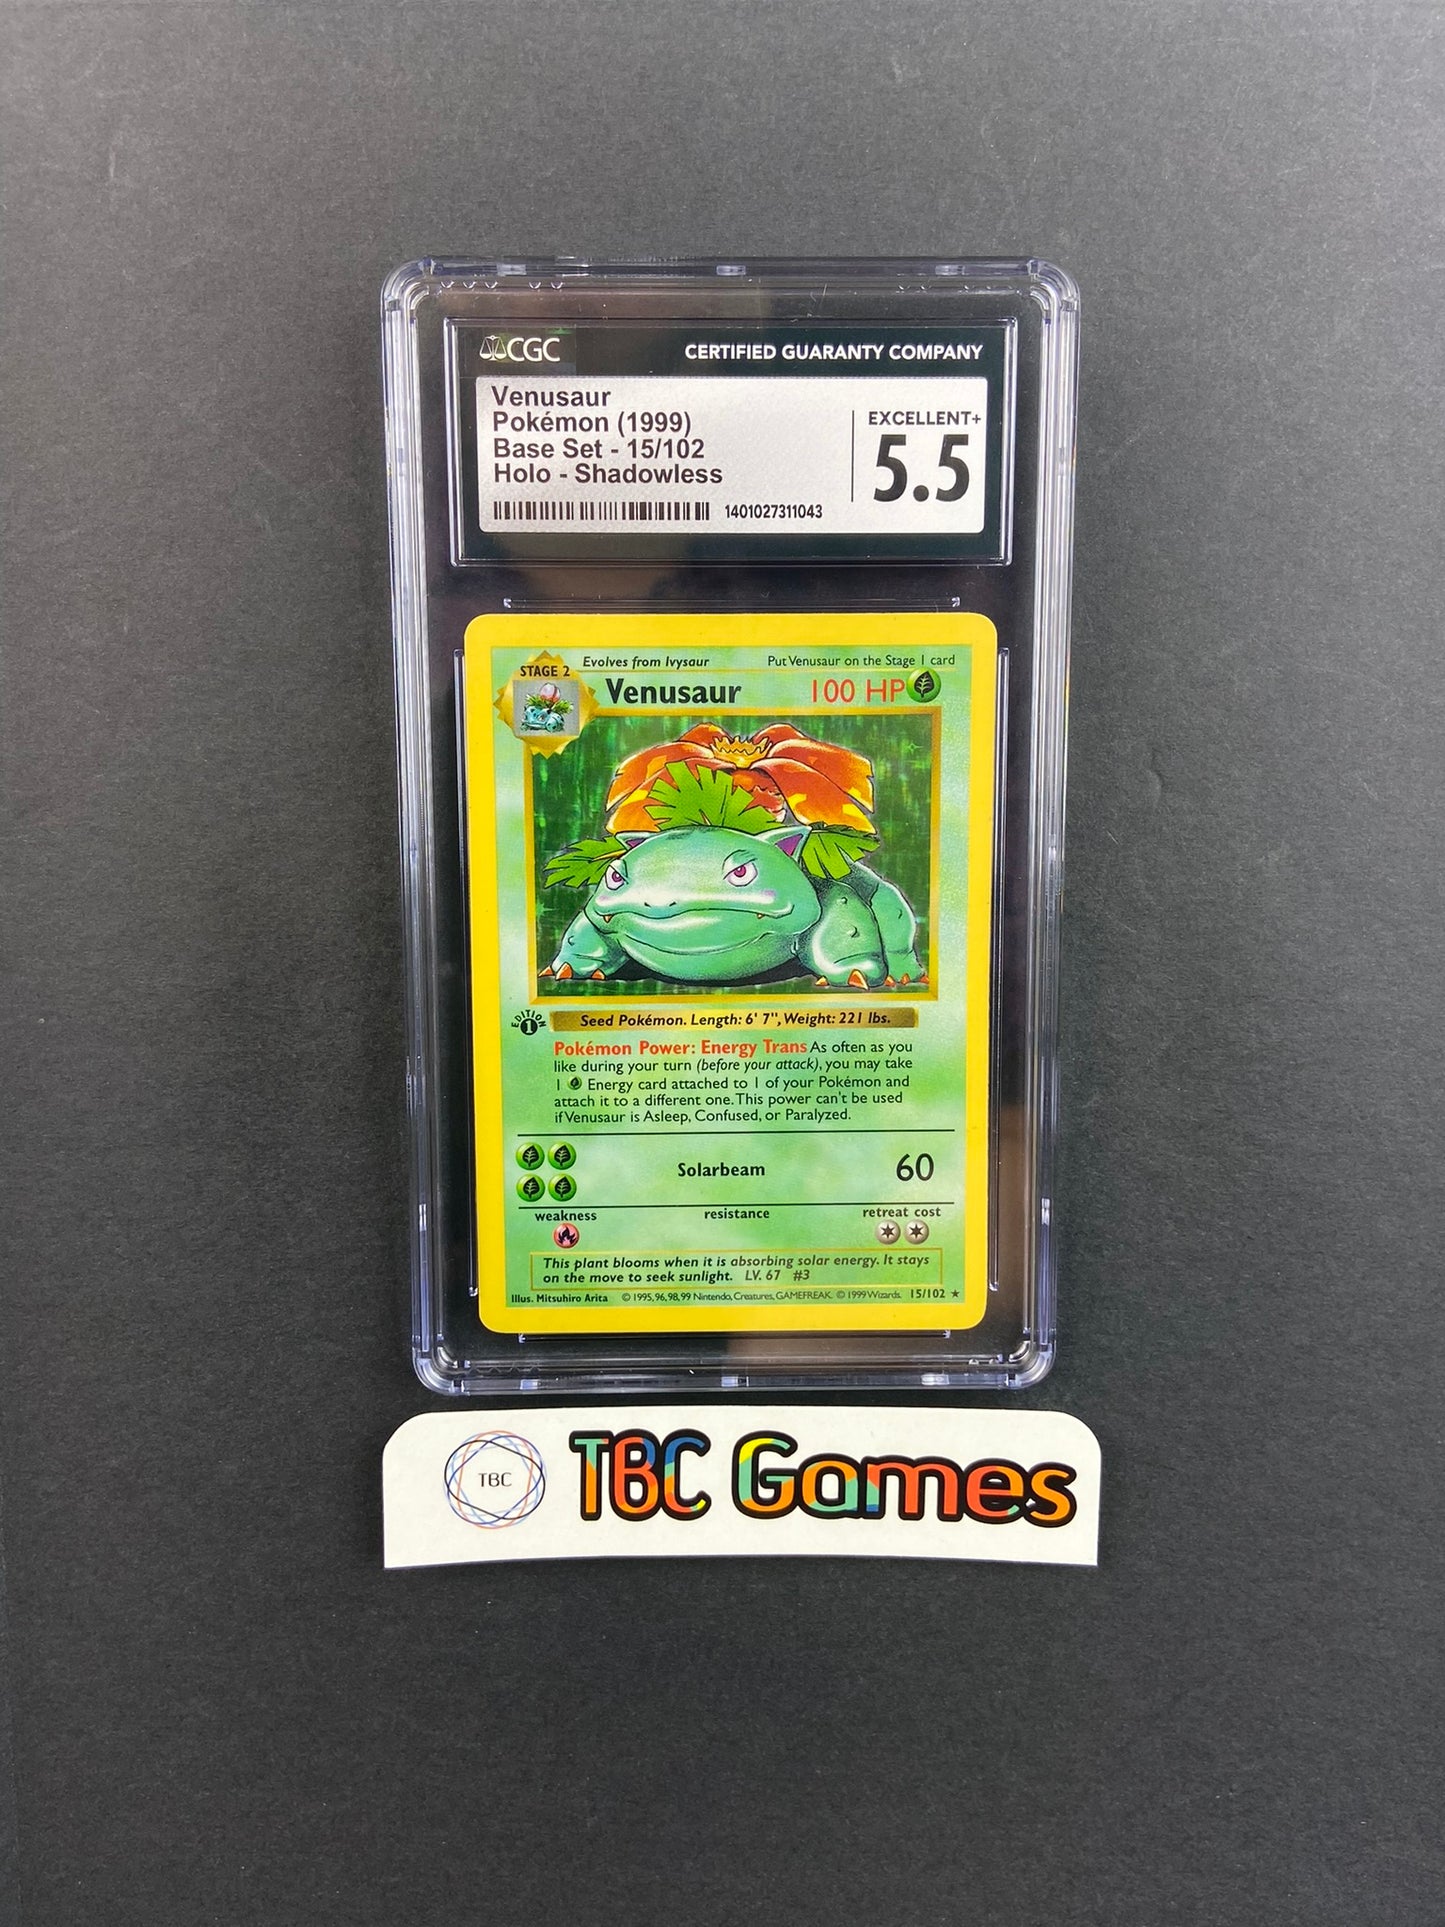 CGC
CERTIFIED GUARANTY COMPANY
Venusaur
Pokémon (1999)
Base Set - 15/102
Holo - Shadowless
EXCELLENT+
5.5
1401027311043
STAGE 2
Evolves from Ivysaur
Put Venusaur on the Stage 1 card
Venusaur
100 HP
EDITION
1
Seed Pokémon. Length: 6' 7", Weight: 221 lbs.
Pokémon Power: Energy Trans As often as you
like during your turn (before your attack), you may take
1 Energy card attached to 1 of your Pokémon and
attach it to a different one. This power can't be used
if Venusaur is Asleep, Confused, or Paralyzed.
Solarbeam
60
weakness
resistance
retreat cost
This plant blooms when it is absorbing solar energy. It stays
on the move to seek sunlight. LV. 67 #3
Illus. Mitsuhiro Arita © 1995, 96, 98, 99 Nintendo, Creatures, GAMEFREAK. © 1999 Wizards. 15/102 ★
TBC
TBC Games